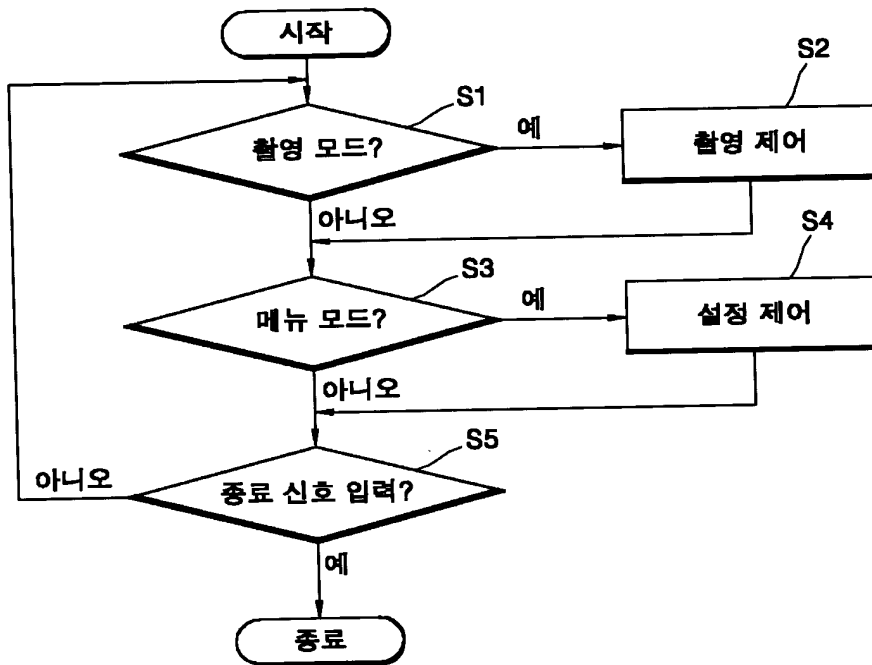 시작
S1
S2
촬영 모드?
예
촬영 제어
아니오
S3
S4
메뉴 모드?
예
설정 제어
아니오
S5
아니오
종료 신호 입력?
예
종료